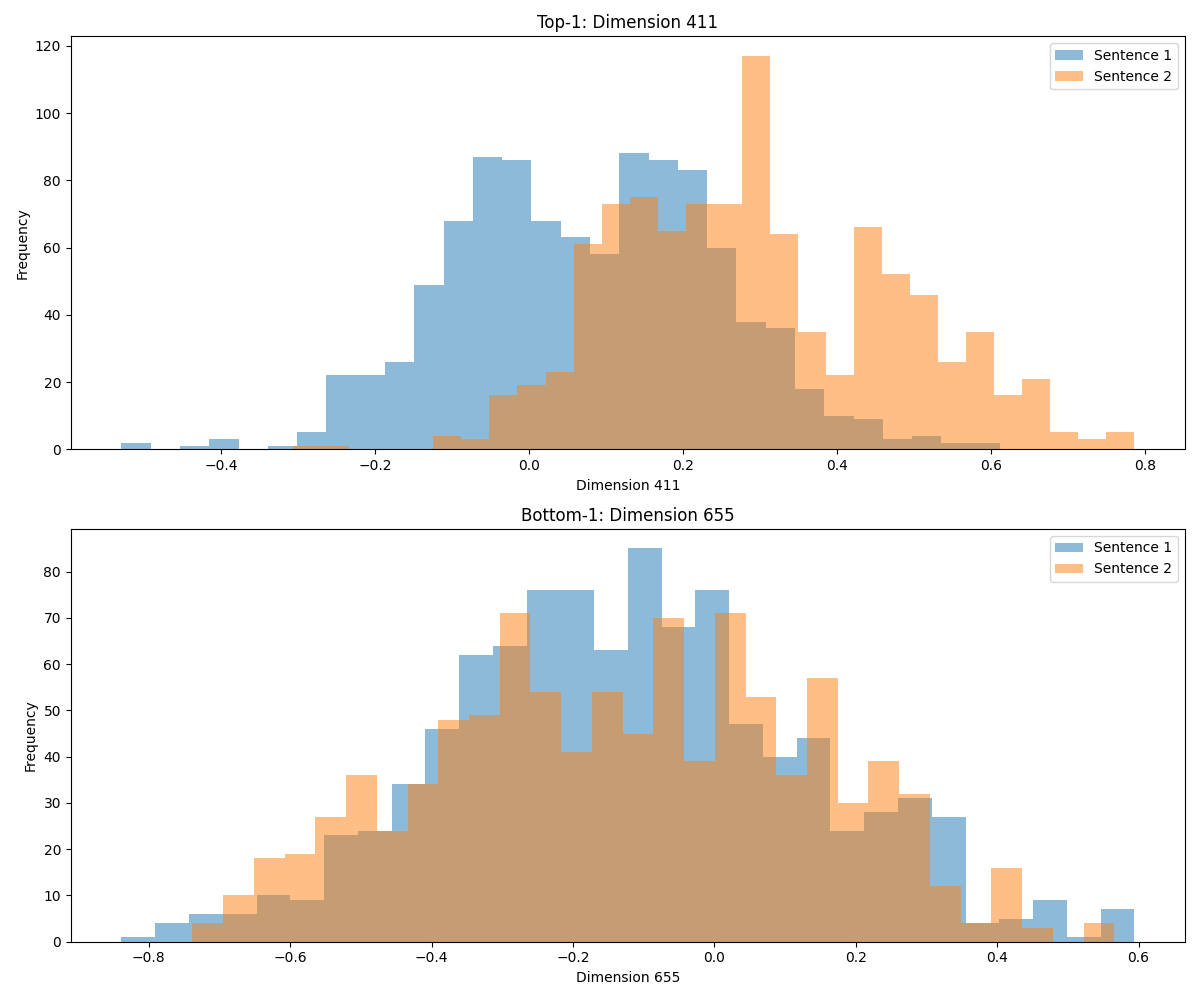 Top-1: Dimension 411
Sentence 1
Sentence 2
Frequency
120
100
80
60
40
20
0
−0.4 −0.2 0.0 0.2 0.4 0.6 0.8
Dimension 411
Bottom-1: Dimension 655
Sentence 1
Sentence 2
Frequency
80
70
60
50
40
30
20
10
0
−0.8 −0.6 −0.4 −0.2 0.0 0.2 0.4 0.6
Dimension 655